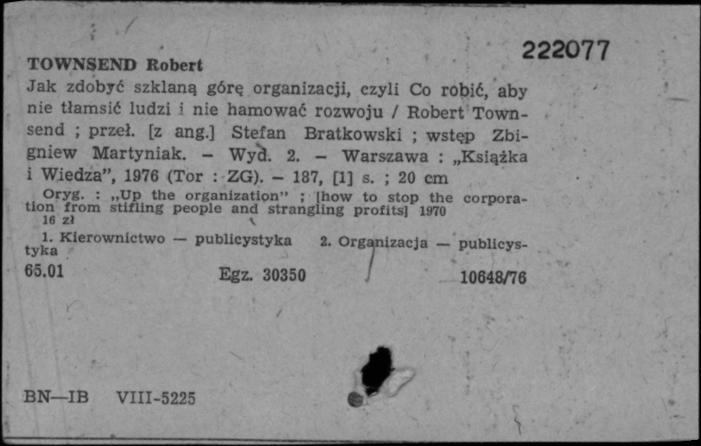 222077
TOWNSEND Robert
Jak zdobyć szklaną górę organizacji, czyli Co robić, aby
nie tłamsić ludzi i nie hamować rozwoju / Robert Town-
send ; przeł. [z ang.] Stefan Bratkowski ; wstęp Zbi-
gniew Martyniak. — Wyd. 2. — Warszawa : „Książka
i Wiedza”, 1976 (Tor : ZG). — 187, [1] s. ; 20 cm
Oryg. : „Up the organization” ; [how to stop the corpora-
tion from stifling people and strangling profits] 1970
16 zł
1. Kierownictwo — publicystyka 2. Organizacja — publicys-
tyka
65.01 Egz. 30350 10648/76
BN—IB VIII-5225